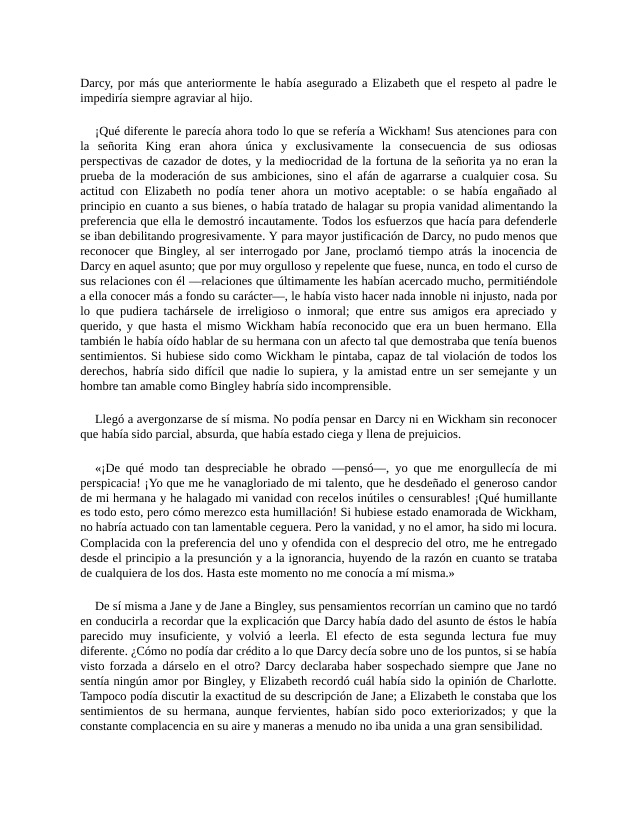 Darcy, por más que anteriormente le había asegurado a Elizabeth que el respeto al padre le
impediría siempre agraviar al hijo.
¡Qué diferente le parecía ahora todo lo que se refería a Wickham! Sus atenciones para con
la señorita King eran ahora única y exclusivamente la consecuencia de sus odiosas
perspectivas de cazador de dotes, y la mediocridad de la fortuna de la señorita ya no eran la
prueba de la moderación de sus ambiciones, sino el afán de agarrarse a cualquier cosa. Su
actitud con Elizabeth no podía tener ahora un motivo aceptable: o se había engañado al
principio en cuanto a sus bienes, o había tratado de halagar su propia vanidad alimentando la
preferencia que ella le demostró incautamente. Todos los esfuerzos que hacía para defenderle
se iban debilitando progresivamente. Y para mayor justificación de Darcy, no pudo menos que
reconocer que Bingley, al ser interrogado por Jane, proclamó tiempo atrás la inocencia de
Darcy en aquel asunto; que por muy orgulloso y repelente que fuese, nunca, en todo el curso de
sus relaciones con él —relaciones que últimamente les habían acercado mucho, permitiéndole
a ella conocer más a fondo su carácter—, le había visto hacer nada innoble ni injusto, nada por
lo que pudiera tachársele de irreligioso o inmoral; que entre sus amigos era apreciado y
querido, y que hasta el mismo Wickham había reconocido que era un buen hermano. Ella
también le había oído hablar de su hermana con un afecto tal que demostraba que tenía buenos
sentimientos. Si hubiese sido como Wickham le pintaba, capaz de tal violación de todos los
derechos, habría sido difícil que nadie lo supiera, y la amistad entre un ser semejante y un
hombre tan amable como Bingley habría sido incomprensible.
Llegó a avergonzarse de sí misma. No podía pensar en Darcy ni en Wickham sin reconocer
que había sido parcial, absurda, que había estado ciega y llena de prejuicios.
«¡De qué modo tan despreciable he obrado —pensó—, yo que me enorgullecía de mi
perspicacia! ¡Yo que me he vanagloriado de mi talento, que he desdeñado el generoso candor
de mi hermana y he halagado mi vanidad con recelos inútiles o censurables! ¡Qué humillante
es todo esto, pero cómo merezco esta humillación! Si hubiese estado enamorada de Wickham,
no habría actuado con tan lamentable ceguera. Pero la vanidad, y no el amor, ha sido mi locura.
Complacida con la preferencia del uno y ofendida con el desprecio del otro, me he entregado
desde el principio a la presunción y a la ignorancia, huyendo de la razón en cuanto se trataba
de cualquiera de los dos. Hasta este momento no me conocía a mí misma.»
De sí misma a Jane y de Jane a Bingley, sus pensamientos recorrían un camino que no tardó
en conducirla a recordar que la explicación que Darcy había dado del asunto de éstos le había
parecido muy insuficiente, y volvió a leerla. El efecto de esta segunda lectura fue muy
diferente. ¿Cómo no podía dar crédito a lo que Darcy decía sobre uno de los puntos, si se había
visto forzada a dárselo en el otro? Darcy declaraba haber sospechado siempre que Jane no
sentía ningún amor por Bingley, y Elizabeth recordó cuál había sido la opinión de Charlotte.
Tampoco podía discutir la exactitud de su descripción de Jane; a Elizabeth le constaba que los
sentimientos de su hermana, aunque fervientes, habían sido poco exteriorizados; y que la
constante complacencia en su aire y maneras a menudo no iba unida a una gran sensibilidad.